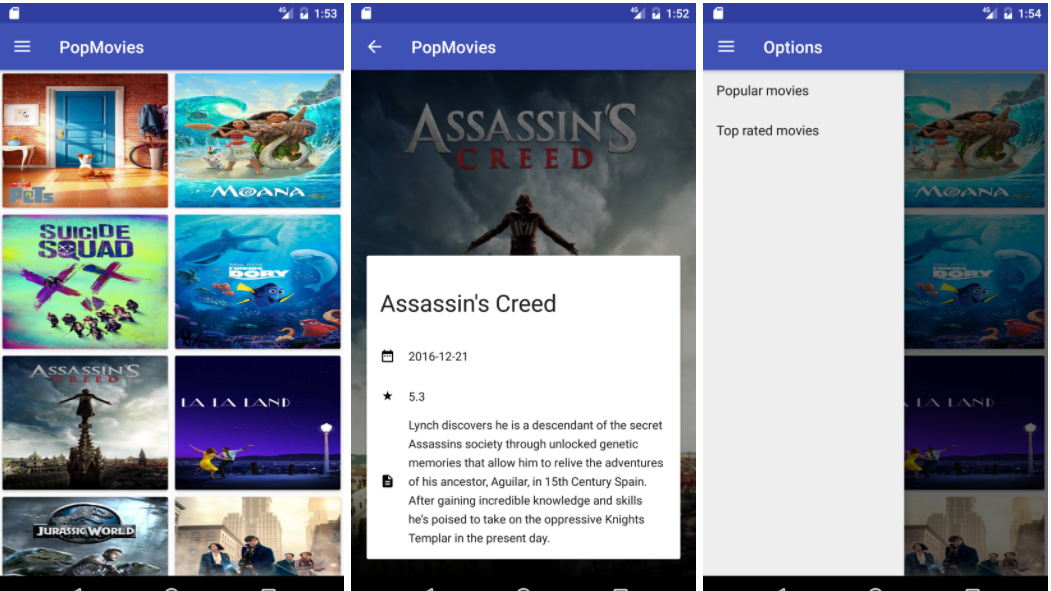 4G 1:53
PopMovies
PETS
MOANA
SUICIDE
SQUAD
FINDING
DORY
ASSASSIN'S
CREED
LA LA LAND
JURASSIC WORLD
4G 1:52
PopMovies
ASSASSIN'S
CREED
Assassin's Creed
2016-12-21
5.3
Lynch discovers he is a descendant of the secret
Assassins society through unlocked genetic
memories that allow him to relive the adventures
of his ancestor, Aguilar, in 15th Century Spain.
After gaining incredible knowledge and skills
he's poised to take on the oppressive Knights
Templar in the present day.
4G 1:54
Options
Popular movies
Top rated movies
MOANA
FINDING
DORY
LA LAND